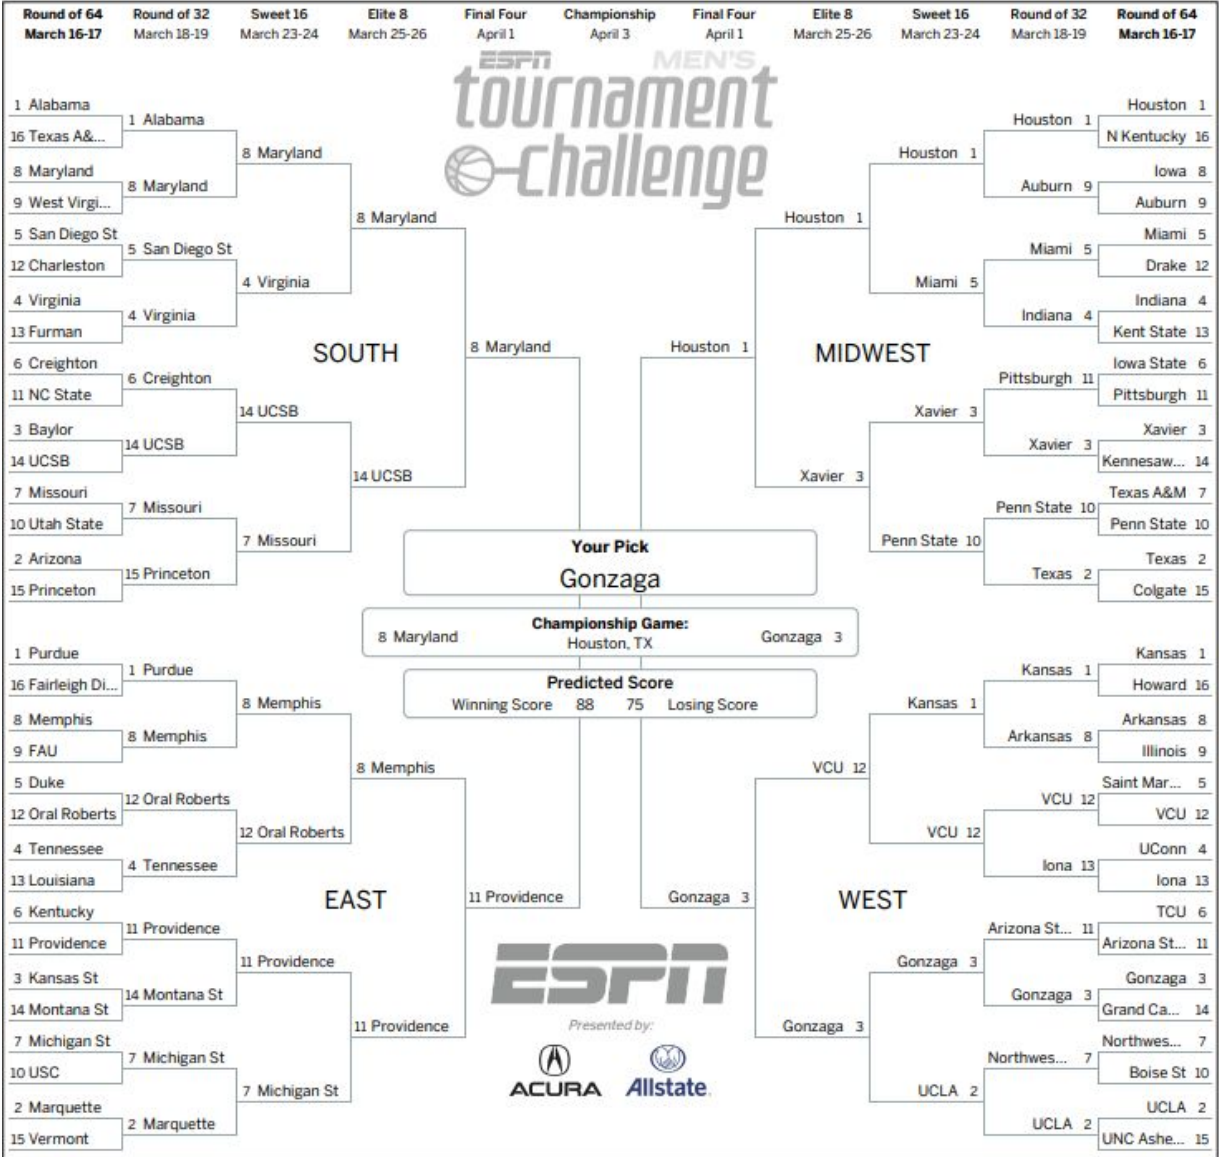 Round of 64 Round of 32 Sweet 16 Elite 8 Final Four Championship Final Four Elite 8 Sweet 16 Round of 32 Round of 64
March 16-17 March 18-19 March 23-24 March 25-26 April 1 April 3 April 1 March 25-26 March 23-24 March 18-19 March 16-17
ESPN MEN'S
tournament
challenge
1 Alabama
16 Texas A&...
8 Maryland
9 West Virgi...
5 San Diego St
12 Charleston
4 Virginia
13 Furman
6 Creighton
11 NC State
3 Baylor
14 UCSB
7 Missouri
10 Utah State
2 Arizona
15 Princeton
1 Alabama
8 Maryland
5 San Diego St
4 Virginia
6 Creighton
14 UCSB
7 Missouri
15 Princeton
8 Maryland
4 Virginia
14 UCSB
7 Missouri
8 Maryland
14 UCSB
8 Maryland
SOUTH
Houston 1
MIDWEST
Houston 1
Xavier 3
Houston 1
Miami 5
Xavier 3
Penn State 10
Houston 1
Auburn 9
Miami 5
Indiana 4
Pittsburgh 11
Xavier 3
Penn State 10
Texas 2
Houston 1
N Kentucky 16
Iowa 8
Auburn 9
Miami 5
Drake 12
Indiana 4
Kent State 13
Iowa State 6
Pittsburgh 11
Xavier 3
Kennesaw... 14
Texas A&M 7
Penn State 10
Texas 2
Colgate 15
Your Pick
Gonzaga
Championship Game:
8 Maryland Houston, TX Gonzaga 3
Predicted Score
Winning Score 88 75 Losing Score
1 Purdue
16 Fairleigh Di...
8 Memphis
9 FAU
5 Duke
12 Oral Roberts
4 Tennessee
13 Louisiana
6 Kentucky
11 Providence
3 Kansas St
14 Montana St
7 Michigan St
10 USC
2 Marquette
15 Vermont
1 Purdue
8 Memphis
12 Oral Roberts
4 Tennessee
11 Providence
14 Montana St
7 Michigan St
2 Marquette
8 Memphis
12 Oral Roberts
11 Providence
7 Michigan St
8 Memphis
11 Providence
11 Providence
EAST
Gonzaga 3
WEST
VCU 12
Gonzaga 3
Kansas 1
VCU 12
Gonzaga 3
UCLA 2
Kansas 1
Arkansas 8
VCU 12
Iona 13
Arizona St... 11
Gonzaga 3
Northwes... 7
UCLA 2
Kansas 1
Howard 16
Arkansas 8
Illinois 9
Saint Mar... 5
VCU 12
UConn 4
Iona 13
TCU 6
Arizona St... 11
Gonzaga 3
Grand Ca... 14
Northwes... 7
Boise St 10
UCLA 2
UNC Ashe... 15
ESPN
Presented by:
ACURA Allstate.